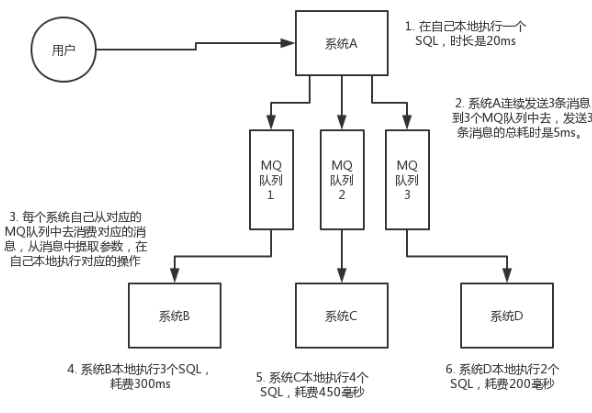 用户
系统A
1. 在自己本地执行一个
SQL，时长是20ms
2. 系统A连续发送3条消息
到3个MQ队列中去，发送3
条消息的总耗时是5ms。
MQ
队列
1
MQ
队列
2
MQ
队列
3
3. 每个系统自己从对应的
MQ队列中去消费对应的消
息，从消息中提取参数，在
自己本地执行对应的操作
系统B
系统C
系统D
4. 系统B本地执行3个SQL，
耗费300ms
5. 系统C本地执行4个
SQL，耗费450毫秒
6. 系统D本地执行2个
SQL，耗费200毫秒